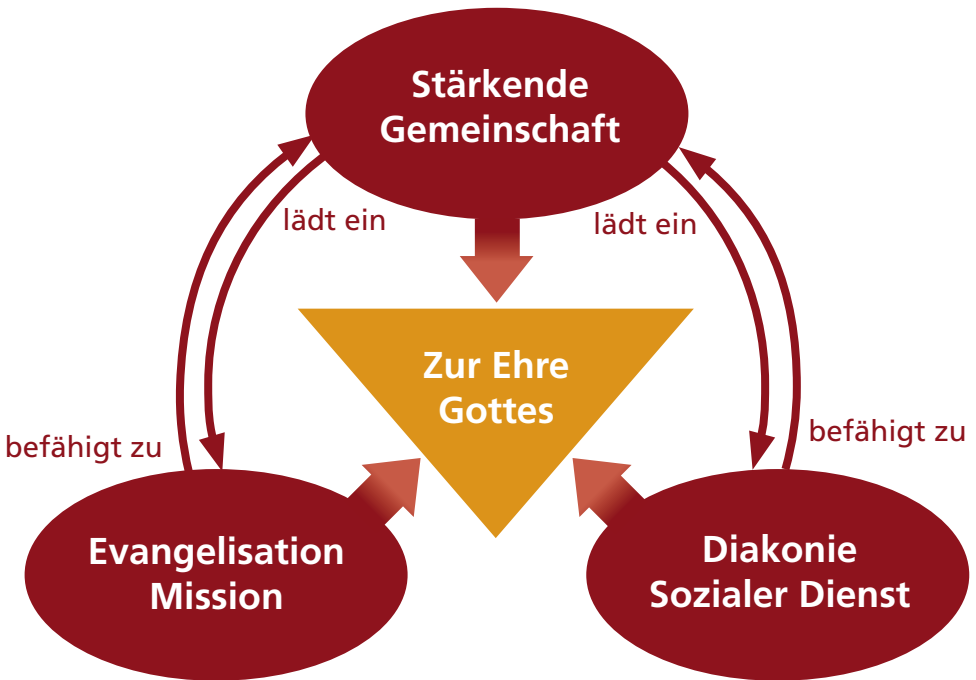 Stärkende
Gemeinschaft
lädt ein
lädt ein
Zur Ehre
Gottes
befähigt zu
befähigt zu
Evangelisation
Mission
Diakonie
Sozialer Dienst